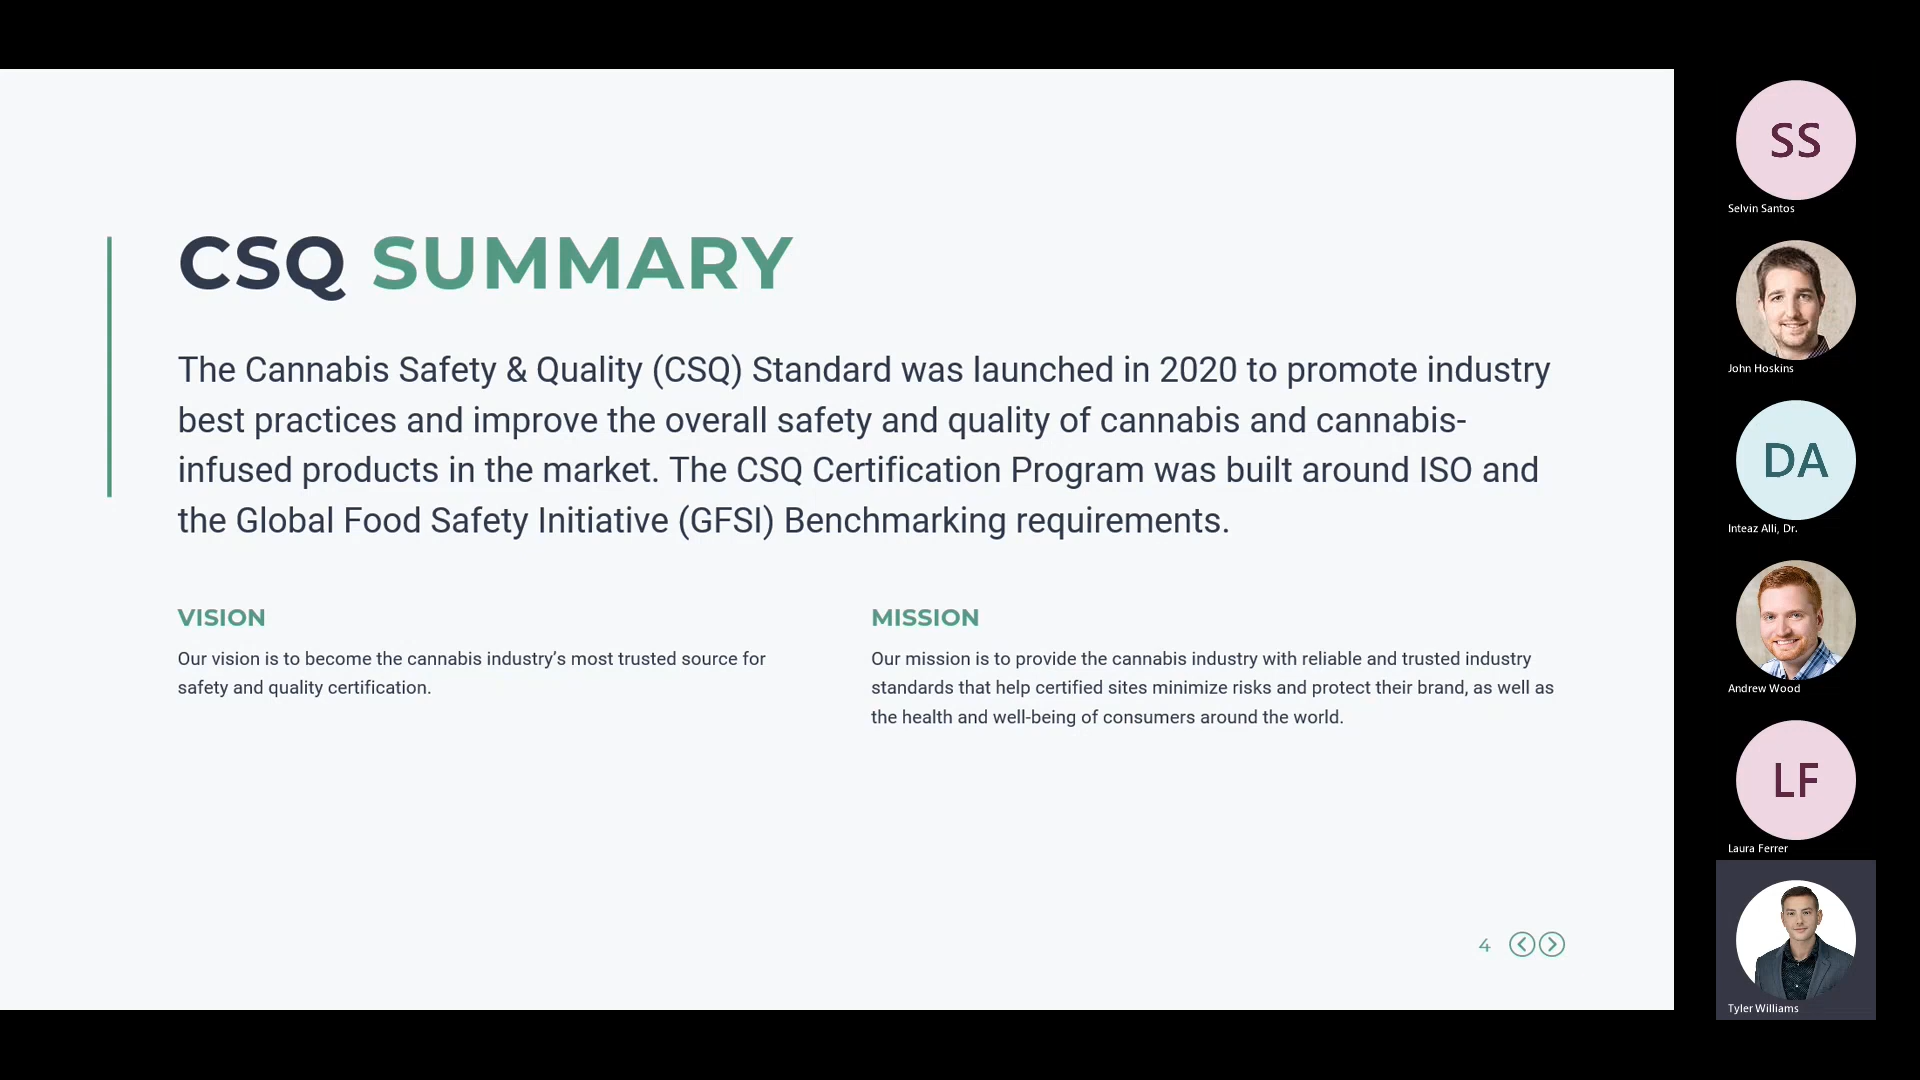 CSQ SUMMARY
The Cannabis Safety & Quality (CSQ) Standard was launched in 2020 to promote industry
best practices and improve the overall safety and quality of cannabis and cannabis-
infused products in the market. The CSQ Certification Program was built around ISO and
the Global Food Safety Initiative (GFSI) Benchmarking requirements.
VISION
Our vision is to become the cannabis industry’s most trusted source for
safety and quality certification.
MISSION
Our mission is to provide the cannabis industry with reliable and trusted industry
standards that help certified sites minimize risks and protect their brand, as well as
the health and well-being of consumers around the world.
4
SS
Selvin Santos
John Hoskins
DA
Inteaz Alli, Dr.
Andrew Wood
LF
Laura Ferrer
Tyler Williams